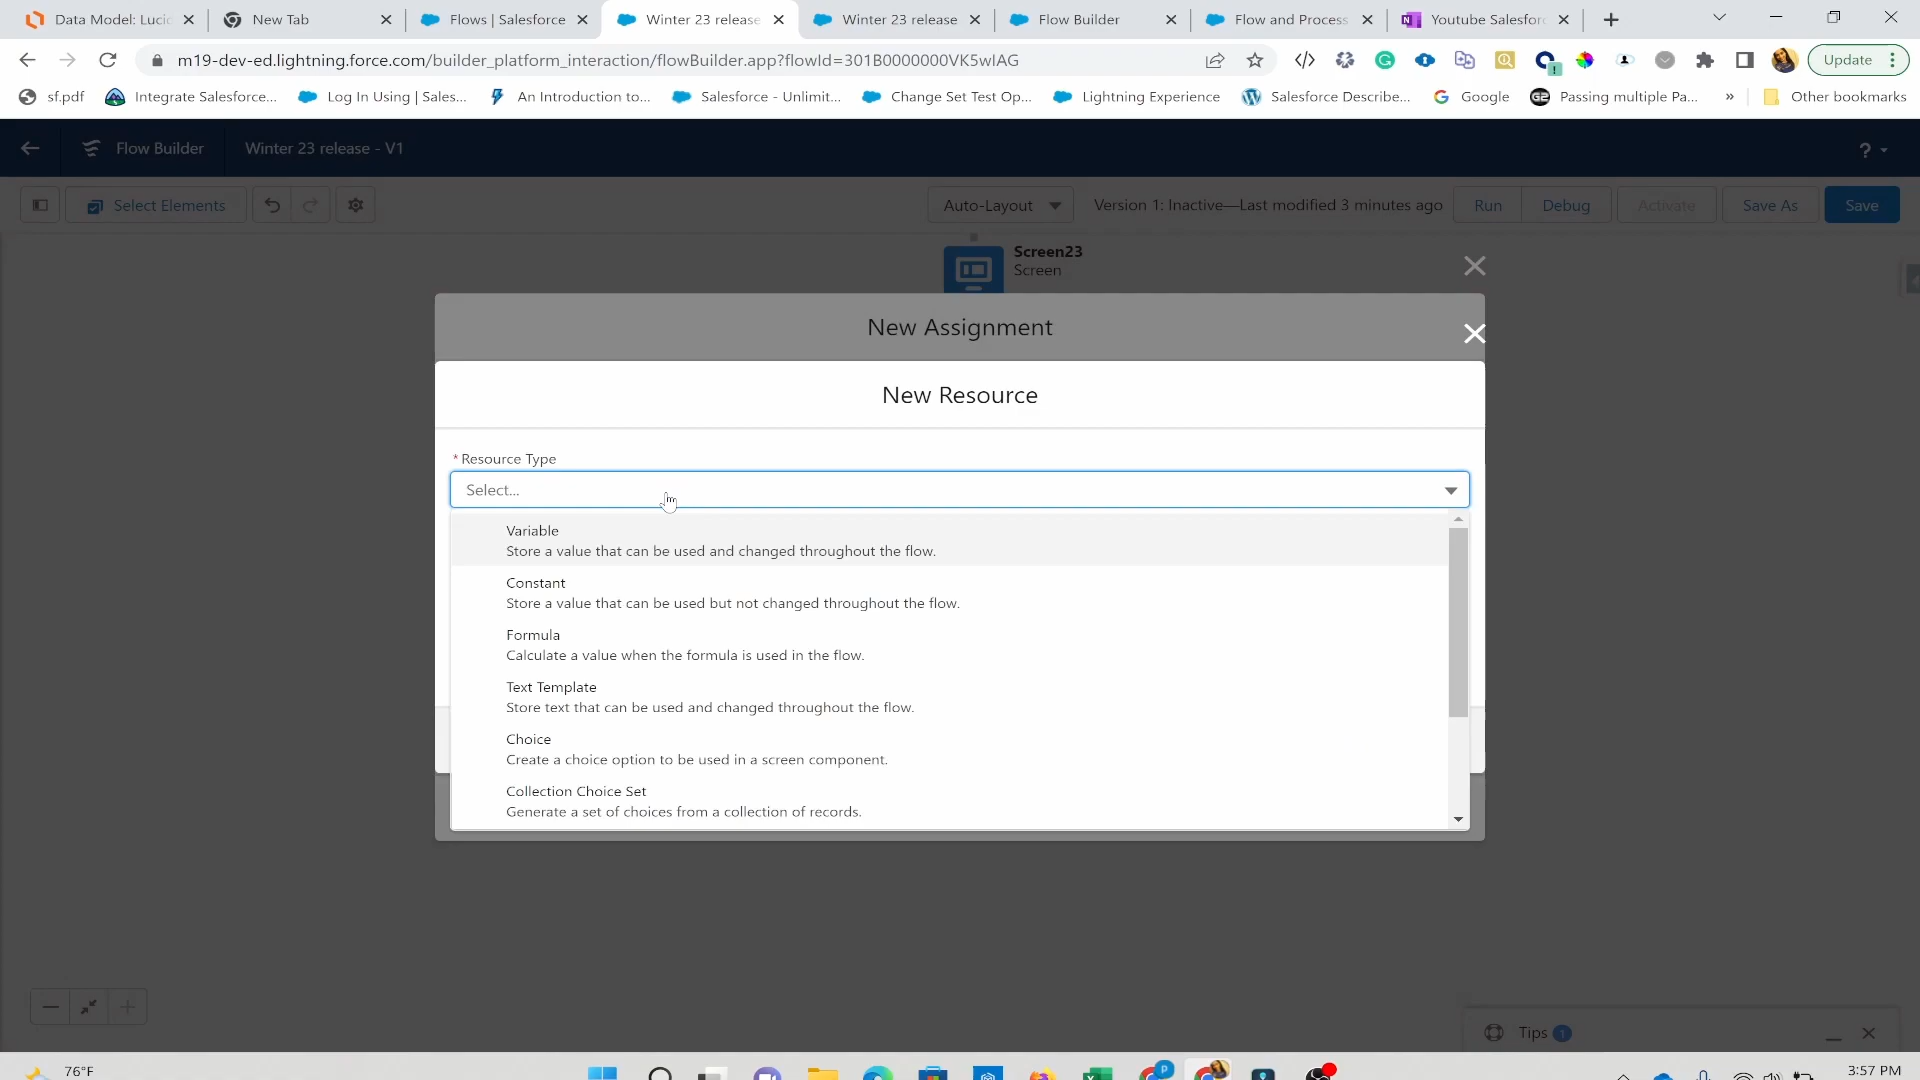 Data Model: Lucid
New Tab
Flows | Salesforce
Winter 23 release
Winter 23 release
Flow Builder
Flow and Process
Youtube Salesforc
m19-dev-ed.lightning.force.com/builder_platform_interaction/flowBuilder.app?flowId=301B0000000VK5wIAG
Update
sf.pdf
Integrate Salesforce...
Log In Using | Sales...
An Introduction to...
Salesforce - Unlimit...
Change Set Test Op...
Lightning Experience
Salesforce Describe...
Google
Passing multiple Pa...
»
Other bookmarks
Flow Builder
Winter 23 release - V1
?
Select Elements
Auto-Layout
Version 1: Inactive—Last modified 3 minutes ago
Run
Debug
Activate
Save As
Save
Screen23
Screen
New Assignment
New Resource
* Resource Type
Select...
Variable
Store a value that can be used and changed throughout the flow.
Constant
Store a value that can be used but not changed throughout the flow.
Formula
Calculate a value when the formula is used in the flow.
Text Template
Store text that can be used and changed throughout the flow.
Choice
Create a choice option to be used in a screen component.
Collection Choice Set
Generate a set of choices from a collection of records.
Tips 1
76°F
3:57 PM